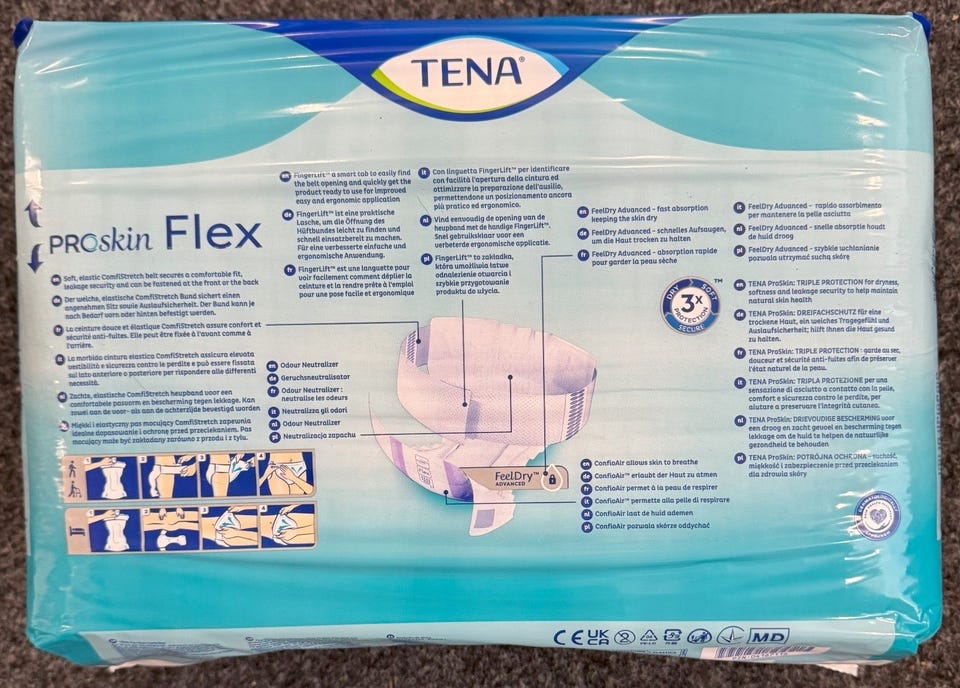 TENA®
PROskin Flex
en Soft, elastic ComfiStretch belt secures a comfortable fit,
leakage security and can be fastened at the front or the back
de Der weiche, elastische ComfiStretch Bund sichert einen
angenehmen Sitz sowie Auslaufsicherheit. Der Bund kann je
nach Bedarf vorn oder hinten befestigt werden.
fr La ceinture douce et élastique ComfiStretch assure confort et
sécurité anti-fuites. Elle peut être fixée à l'avant comme à
l'arrière.
it La morbida cintura elastica ComfiStretch assicura elevata
vestibilità e sicurezza contro le perdite e può essere fissata
sul lato anteriore o posteriore per rispondere alle differenti
necessità.
nl Zachte, elastische ComfiStretch heupband voor een
comfortabele pasvorm en bescherming tegen lekkage. Kan
zowel aan de voor- als aan de achterzijde bevestigd worden
pl Miękki i elastyczny pas mocujący ComfiStretch zapewnia
idealne dopasowanie i ochronę przed przeciekaniem. Pas
mocujący może być zakładany zarówno z przodu i z tyłu.
en FingerLift™ a smart tab to easily find
the belt opening and quickly get the
product ready to use for improved
easy and ergonomic application
de FingerLift™ ist eine praktische
Lasche, um die Öffnung des
Hüftbundes leicht zu finden und
schnell einsatzbereit zu machen.
Für eine verbesserte einfache und
ergonomische Anwendung.
fr FingerLift™ est une languette pour
voir facilement comment déplier la
ceinture et la rendre prête à l'emploi
pour une pose facile et ergonomique
it Con linguetta FingerLift™ per identificare
con facilità l'apertura della cintura ed
ottimizzare la preparazione dell'ausilio,
permettendone un posizionamento ancora
più pratico ed ergonomico.
nl Vind eenvoudig de opening van de
heupband met de handige FingerLift™.
Snel gebruiksklaar voor een
verbeterde ergonomische applicatie.
pl FingerLift™ to zakładka,
która umożliwia łatwe
odnalezienie otwarcia i
szybkie przygotowanie
produktu do użycia.
en FeelDry Advanced - fast absorption
keeping the skin dry
de FeelDry Advanced - schnelles Aufsaugen,
um die Haut trocken zu halten
fr FeelDry Advanced - absorption rapide
pour garder la peau sèche
it FeelDry Advanced - rapido assorbimento
per mantenere la pelle asciutta
nl FeelDry Advanced - snelle absorptie houdt
de huid droog
pl FeelDry Advanced - szybkie wchłanianie
pozwala utrzymać suchą skórę
DRY SOFT SECURE
3X
PROTECTION
™
en TENA ProSkin: TRIPLE PROTECTION for dryness,
softness and leakage security to help maintain
natural skin health
de TENA ProSkin: DREIFACHSCHUTZ für eine
trockene Haut, ein weiches Tragegefühl und
Auslaufsicherheit; hilft Ihnen die Haut gesund
zu halten.
fr TENA ProSkin: TRIPLE PROTECTION : garde au sec,
douceur et sécurité anti-fuites afin de préserver
l'état naturel de la peau.
it TENA ProSkin: TRIPLA PROTEZIONE per una
sensazione di asciutto a contatto con la pelle,
comfort e sicurezza contro le perdite, per
aiutare a preservare l'integrità cutanea.
nl TENA ProSkin: DRIEVOUDIGE BESCHERMING voor
een droog en zacht gevoel en bescherming tegen
lekkage om de huid te helpen de natuurlijke
gezondheid te behouden
pl TENA ProSkin: POTRÓJNA OCHRONA - suchość,
miękkość i zabezpieczenie przed przeciekaniem
dla zdrowia skóry
en Odour Neutralizer
de Geruchsneutralisator
fr Odour Neutralizer :
neutralise les odeurs
it Neutralizza gli odori
nl Odour Neutralizer
pl Neutralizacja zapachu
FeelDry™
ADVANCED
en ConfioAir allows skin to breathe
de ConfioAir™ erlaubt der Haut zu atmen
fr ConfioAir permet à la peau de respirer
it ConfioAir™ permette alla pelle di respirare
nl ConfioAir laat de huid ademen
pl ConfioAir pozwala skórze oddychać
1 2 3 4
1 2 3 4
CE UKCA MD